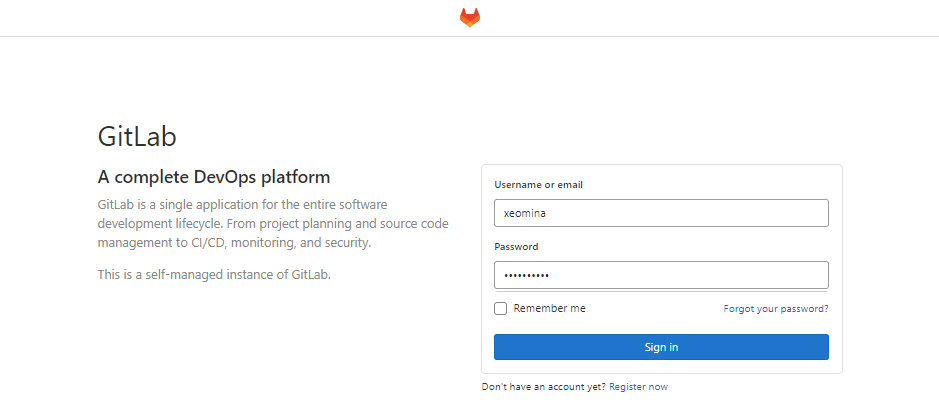 GitLab
A complete DevOps platform
GitLab is a single application for the entire software
development lifecycle. From project planning and source code
management to CI/CD, monitoring, and security.
This is a self-managed instance of GitLab.
Username or email
xeomina
Password
••••••••••
Remember me
Forgot your password?
Sign in
Don't have an account yet? Register now